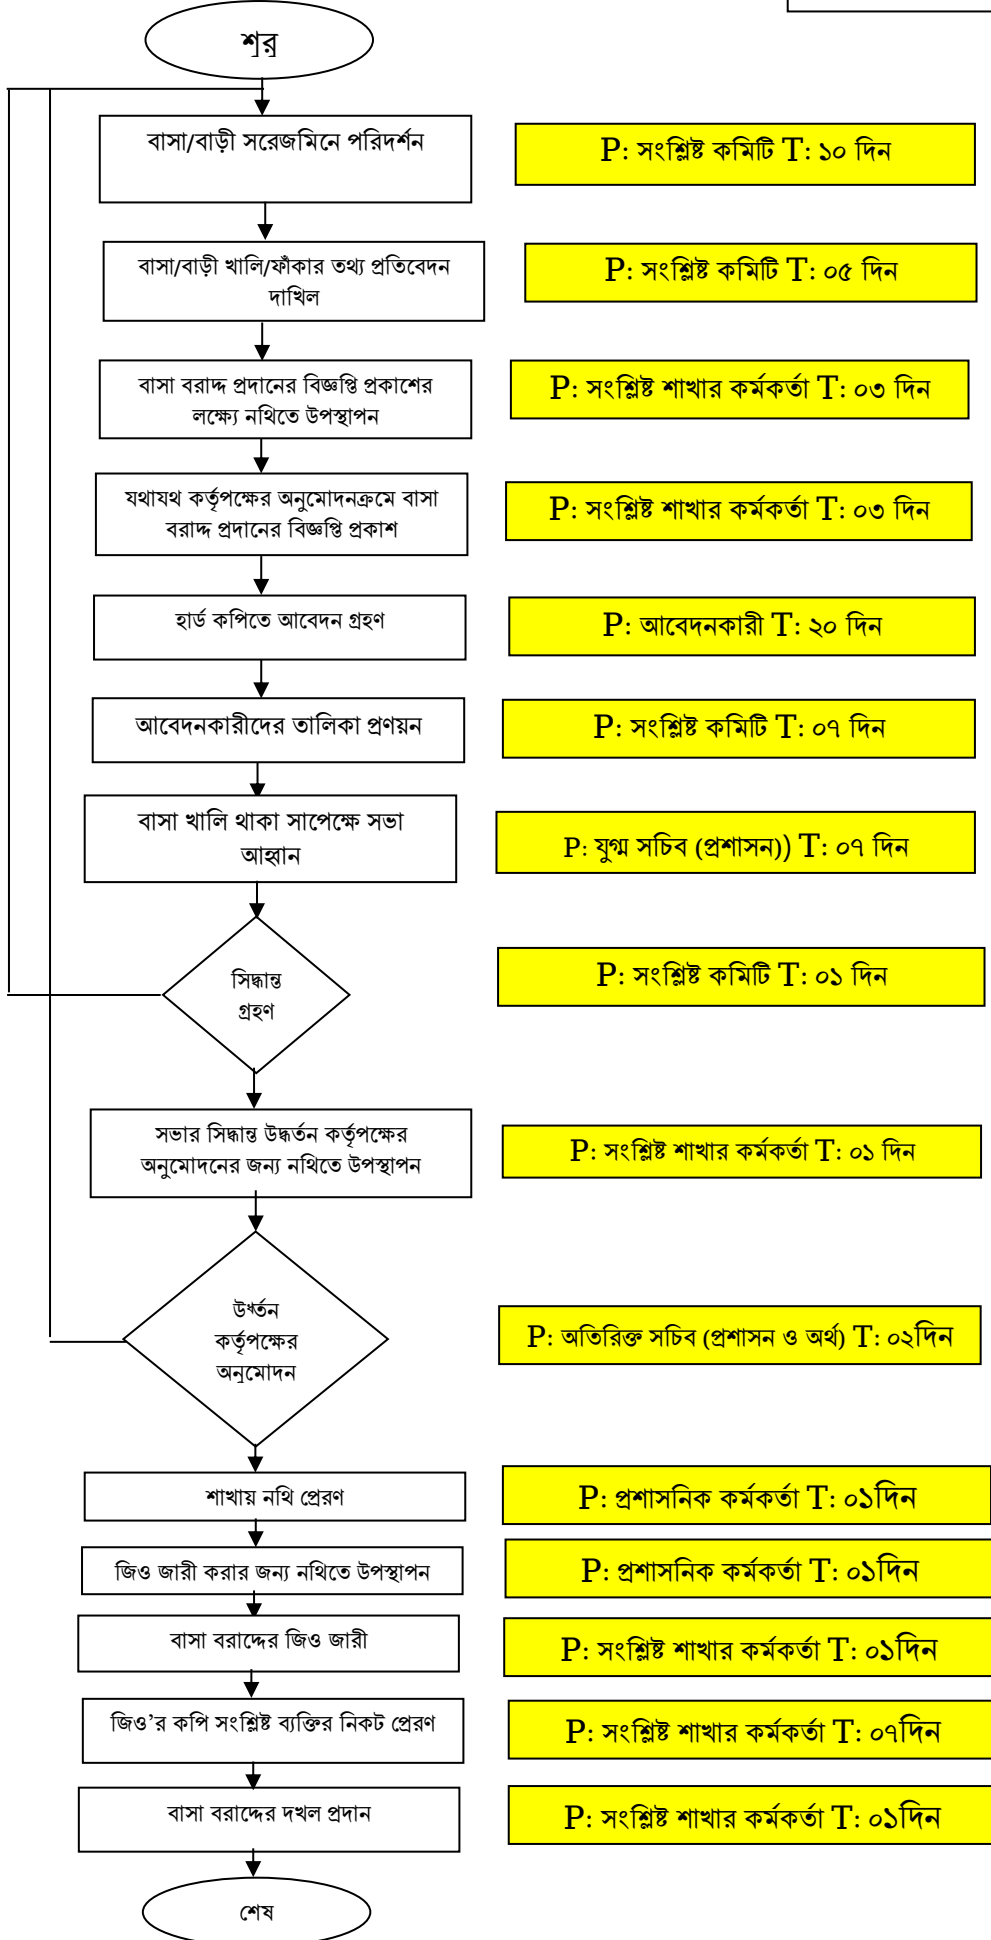 শুরু
বাসা/বাড়ী সরেজমিনে পরিদর্শন
P: সংশ্লিষ্ট কমিটি T: ১০ দিন
বাসা/বাড়ী খালি/ফাঁকার তথ্য প্রতিবেদন
দাখিল
P: সংশ্লিষ্ট কমিটি T: ০৫ দিন
বাসা বরাদ্দ প্রদানের বিজ্ঞপ্তি প্রকাশের
লক্ষ্যে নথিতে উপস্থাপন
P: সংশ্লিষ্ট শাখার কর্মকর্তা T: ০৩ দিন
যথাযথ কর্তৃপক্ষের অনুমোদনক্রমে বাসা
বরাদ্দ প্রদানের বিজ্ঞপ্তি প্রকাশ
P: সংশ্লিষ্ট শাখার কর্মকর্তা T: ০৩ দিন
হার্ড কপিতে আবেদন গ্রহণ
P: আবেদনকারী T: ২০ দিন
আবেদনকারীদের তালিকা প্রণয়ন
P: সংশ্লিষ্ট কমিটি T: ০৭ দিন
বাসা খালি থাকা সাপেক্ষে সভা
আহ্বান
P: যুগ্ম সচিব (প্রশাসন)) T: ০৭ দিন
সিদ্ধান্ত
গ্রহণ
P: সংশ্লিষ্ট কমিটি T: ০১ দিন
সভার সিদ্ধান্ত উদ্ধর্তন কর্তৃপক্ষের
অনুমোদনের জন্য নথিতে উপস্থাপন
P: সংশ্লিষ্ট শাখার কর্মকর্তা T: ০১ দিন
উর্ধ্তন
কর্তৃপক্ষের
অনুমোদন
P: অতিরিক্ত সচিব (প্রশাসন ও অর্থ) T: ০২দিন
শাখায় নথি প্রেরণ
P: প্রশাসনিক কর্মকর্তা T: ০১দিন
জিও জারী করার জন্য নথিতে উপস্থাপন
P: প্রশাসনিক কর্মকর্তা T: ০১দিন
বাসা বরাদ্দের জিও জারী
P: সংশ্লিষ্ট শাখার কর্মকর্তা T: ০১দিন
জিও’র কপি সংশ্লিষ্ট ব্যক্তির নিকট প্রেরণ
P: সংশ্লিষ্ট শাখার কর্মকর্তা T: ০৭দিন
বাসা বরাদ্দের দখল প্রদান
P: সংশ্লিষ্ট শাখার কর্মকর্তা T: ০১দিন
শেষ